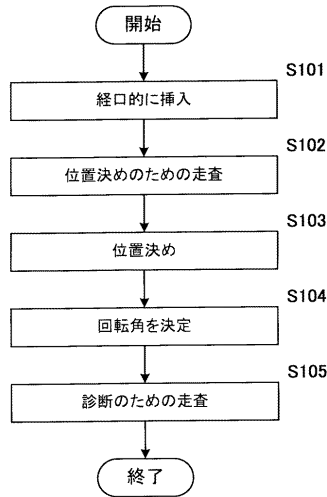 開始
S101
経口的に挿入
S102
位置決めのための走査
S103
位置決め
S104
回転角を決定
S105
診断のための走査
終了